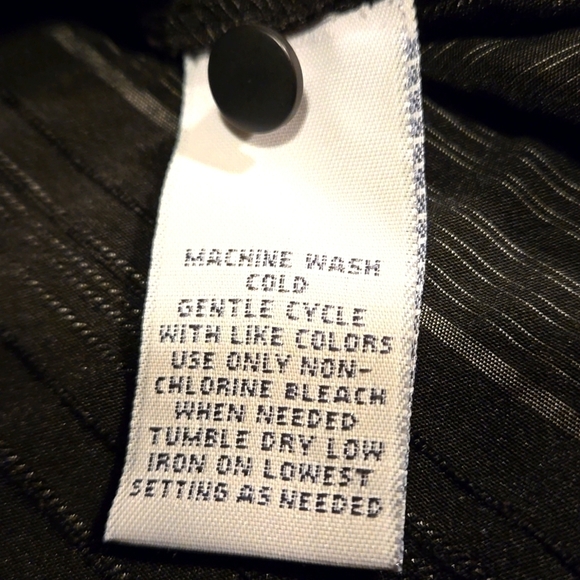 MACHINE WASH
COLD
GENTLE CYCLE
WITH LIKE COLORS
USE ONLY NON-
CHLORINE BLEACH
WHEN NEEDED
TUMBLE DRY LOW
IRON ON LOWEST
SETTING AS NEEDED